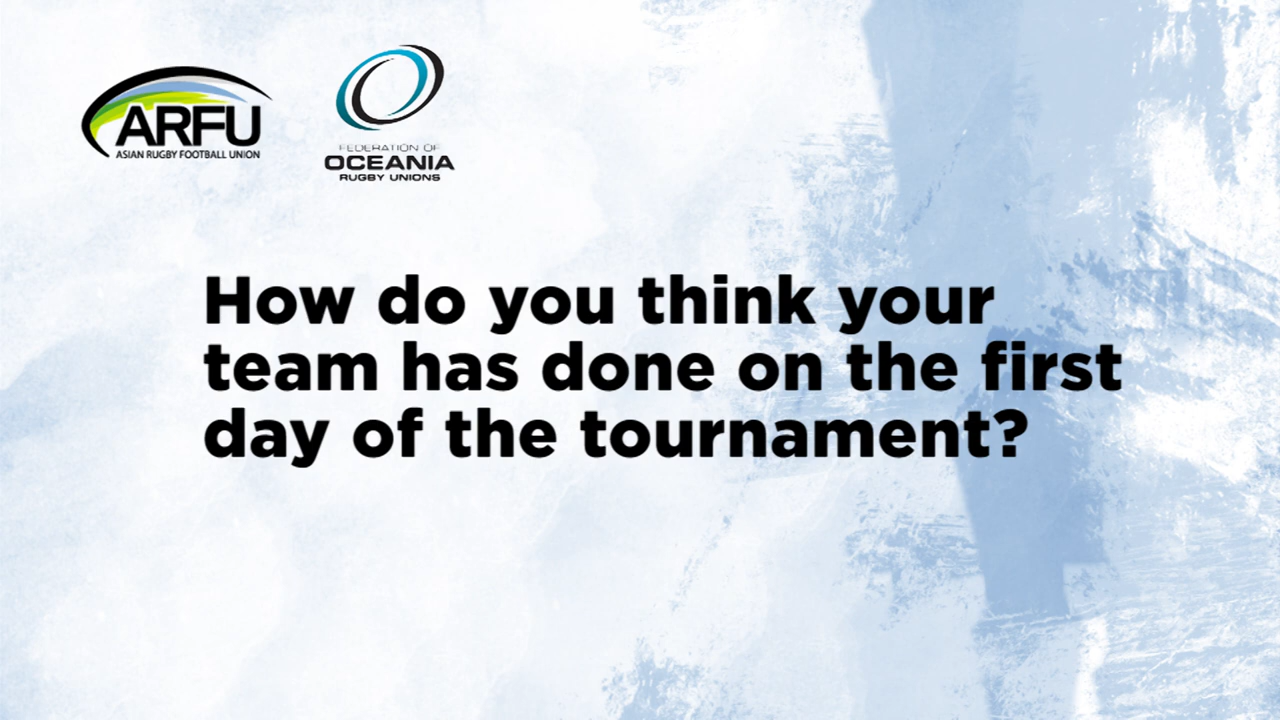 ARFU
ASIAN RUGBY FOOTBALL UNION
FEDERATION OF
OCEANIA
RUGBY UNIONS
How do you think your
team has done on the first
day of the tournament?